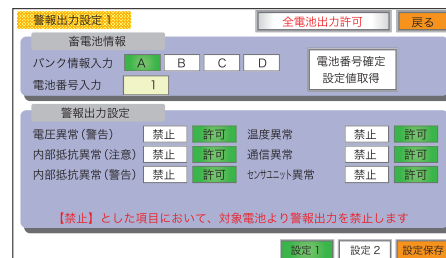 警報出力設定 1 全電池出力許可 戻る
畜電池情報
バンク情報入力 A B C D
電池番号入力 1
電池番号確定
設定値取得
警報出力設定
電圧異常（警告） 禁止 許可 温度異常 禁止 許可
内部抵抗異常（注意） 禁止 許可 通信異常 禁止 許可
内部抵抗異常（警告） 禁止 許可 センサユニット異常 禁止 許可
【禁止】とした項目において、対象電池より警報出力を禁止します
設定 1 設定 2 設定保存